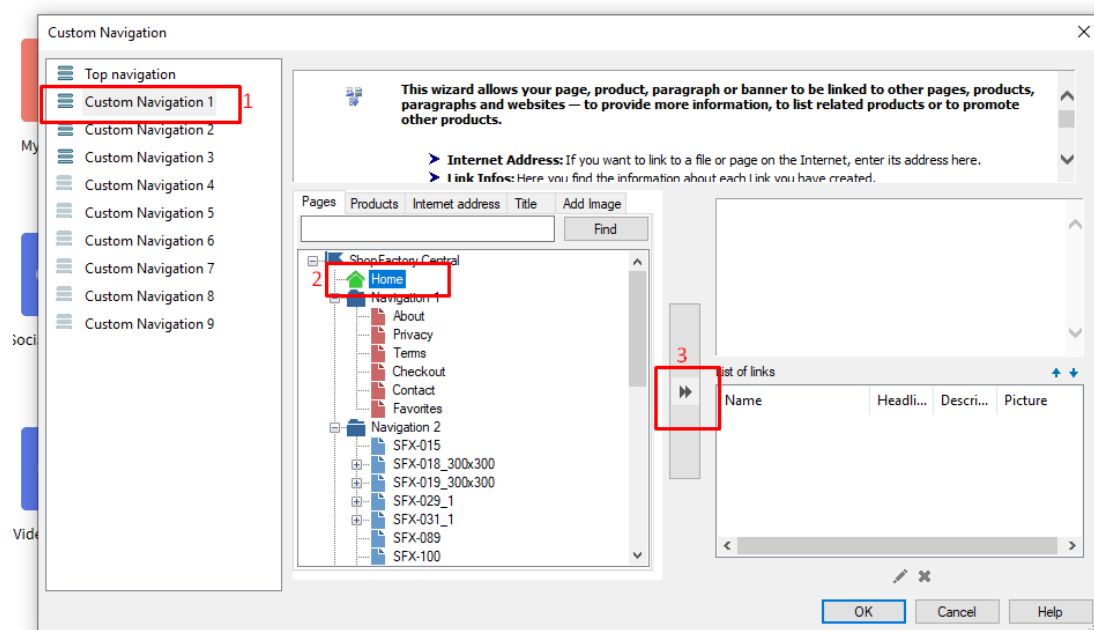 Custom Navigation
Top navigation
Custom Navigation 1
1
Custom Navigation 2
Custom Navigation 3
Custom Navigation 4
Custom Navigation 5
Custom Navigation 6
Custom Navigation 7
Custom Navigation 8
Custom Navigation 9
My
Soci
Vide
This wizard allows your page, product, paragraph or banner to be linked to other pages, products,
paragraphs and websites — to provide more information, to list related products or to promote
other products.
Internet Address: If you want to link to a file or page on the Internet, enter its address here.
Link Infos: Here you find the information about each Link you have created.
Pages Products Internet address Title Add Image
Find
ShopFactory Central
2
Home
Navigation 1
About
Privacy
Terms
Checkout
Contact
Favorites
Navigation 2
SFX-015
SFX-018_300x300
SFX-019_300x300
SFX-029_1
SFX-031_1
SFX-089
SFX-100
3
List of links
Name Headli... Descri... Picture
OK Cancel Help